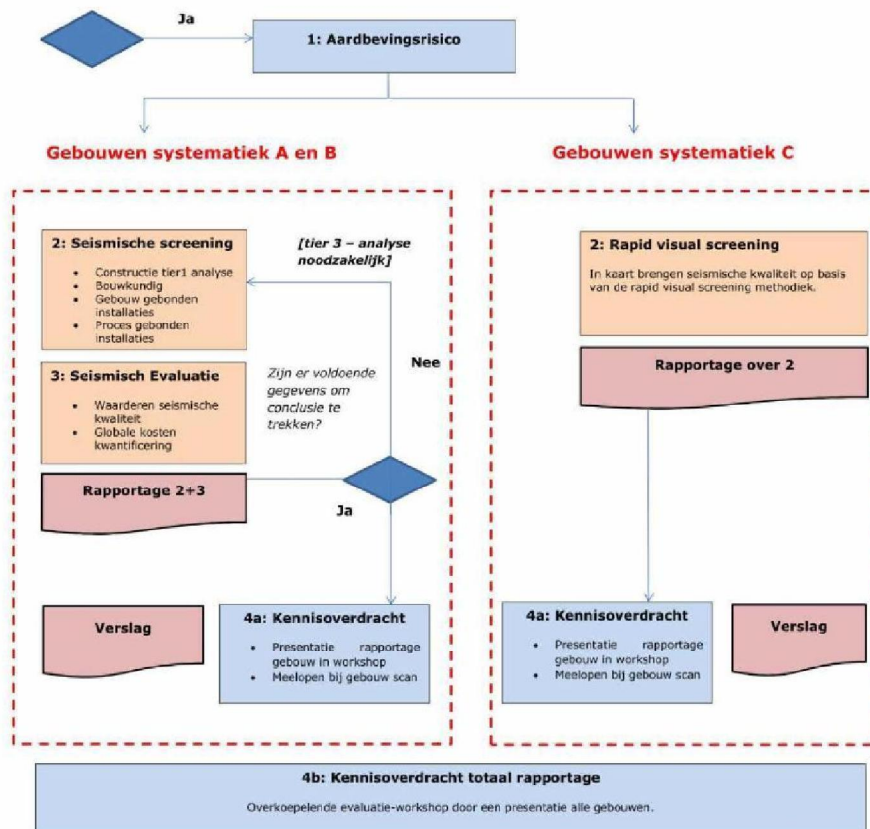 Ja
1: Aardbevingsrisico
Gebouwen systematiek A en B
Gebouwen systematiek C
2: Seismische screening
• Constructie tier1 analyse
• Bouwkundig
• Gebouw gebonden
installaties
• Proces gebonden
installaties
[tier 3 – analyse
noodzakelijk]
3: Seismisch Evaluatie
• Waarderen seismische
kwaliteit
• Globale kosten
kwantificering
Zijn er voldoende
gegevens om
conclusie te
trekken?
Nee
Rapportage 2+3
Ja
Verslag
4a: Kennisoverdracht
• Presentatie rapportage
gebouw in workshop
• Meelopen bij gebouw scan
2: Rapid visual screening
In kaart brengen seismische kwaliteit op basis
van de rapid visual screening methodiek.
Rapportage over 2
4a: Kennisoverdracht
• Presentatie rapportage
gebouw in workshop
• Meelopen bij gebouw scan
Verslag
4b: Kennisoverdracht totaal rapportage
Overkoepelende evaluatie-workshop door een presentatie alle gebouwen.